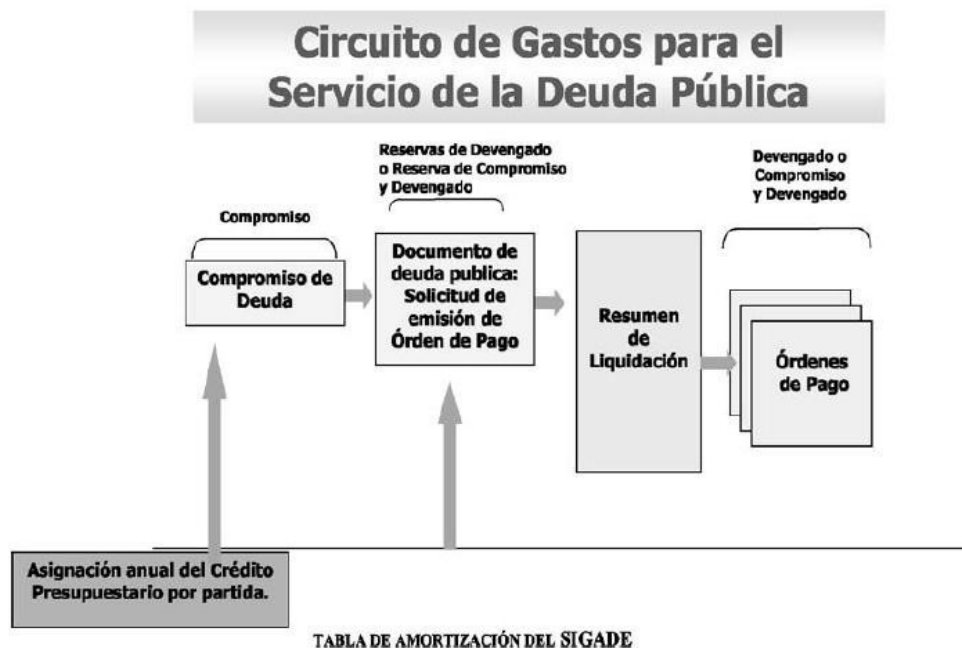 Circuito de Gastos para el
Servicio de la Deuda Pública
Reservas de Devengado
o Reserva de Compromiso
y Devengado
Devengado o
Compromiso
y Devengado
Compromiso
Compromiso de
Deuda
Documento de
deuda publica:
Solicitud de
emisión de
Órden de Pago
Resumen
de
Liquidación
Órdenes
de Pago
Asignación anual del Crédito
Presupuestario por partida.
TABLA DE AMORTIZACIÓN DEL SIGADE